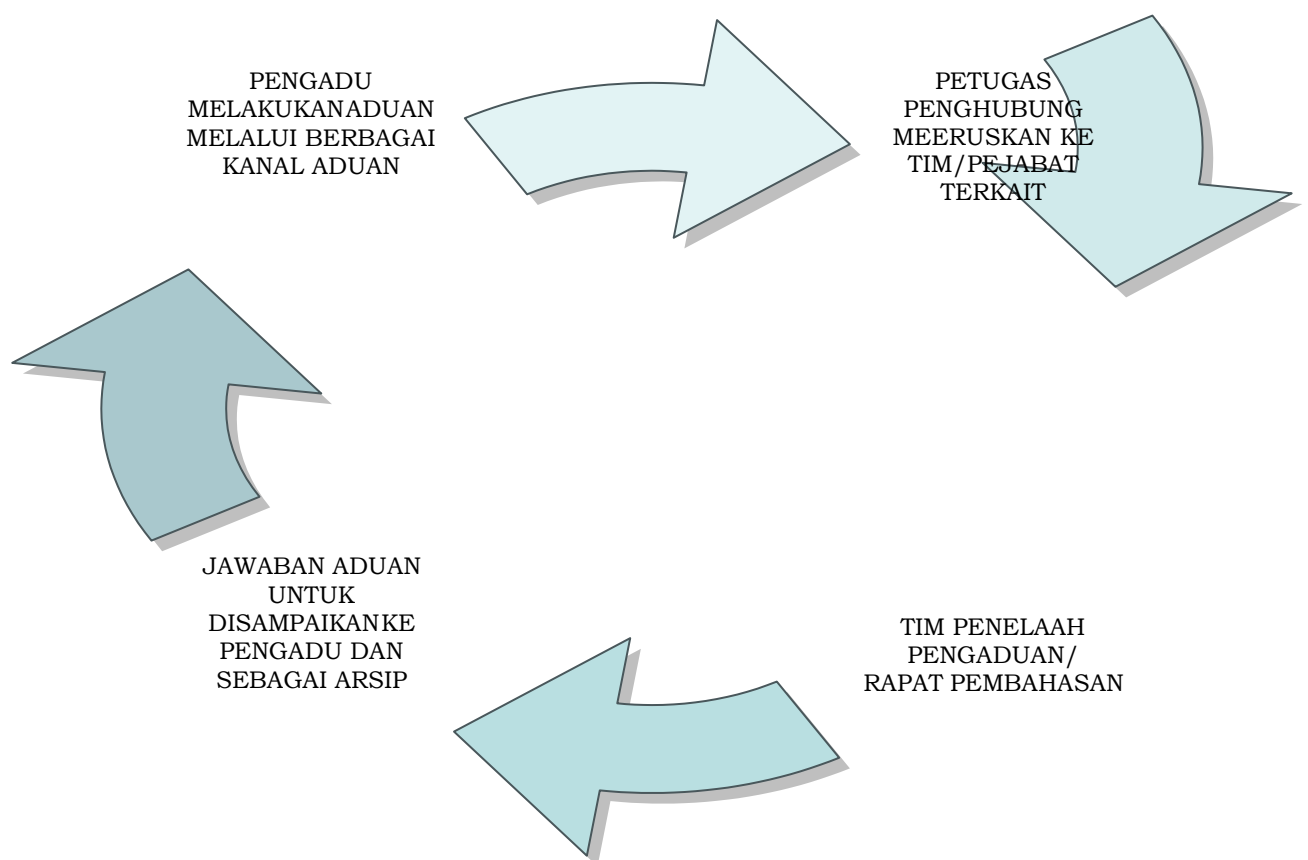 PENGADU
MELAKUKANADUAN
MELALUI BERBAGAI
KANAL ADUAN
PETUGAS
PENGHUBUNG
MEERUSKAN KE
TIM/PEJABAT
TERKAIT
TIM PENELAAH
PENGADUAN/
RAPAT PEMBAHASAN
JAWABAN ADUAN
UNTUK
DISAMPAIKANKE
PENGADU DAN
SEBAGAI ARSIP